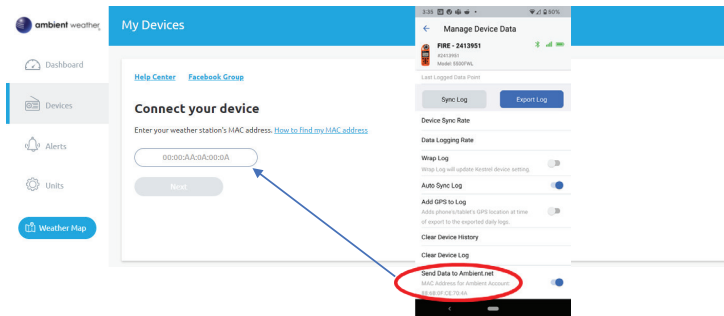 ambient weather
My Devices
Dashboard
Devices
Alerts
Units
Weather Map
Help Center Facebook Group
Connect your device
Enter your weather station's MAC address. How to find my MAC address
00:00:AA:0A:00:0A
Next
3:35
50%
Manage Device Data
FIRE - 2413951
#2413951
Model: 5500FWL
Last Logged Data Point
Sync Log Export Log
Device Sync Rate
Data Logging Rate
Wrap Log
Wrap Log will update Kestrel device setting
Auto Sync Log
Add GPS to Log
Adds phone's/tablet's GPS location at time
of export to the exported daily logs.
Clear Device History
Clear Device Log
Send Data to Ambient.net
MAC Address for Ambient Account